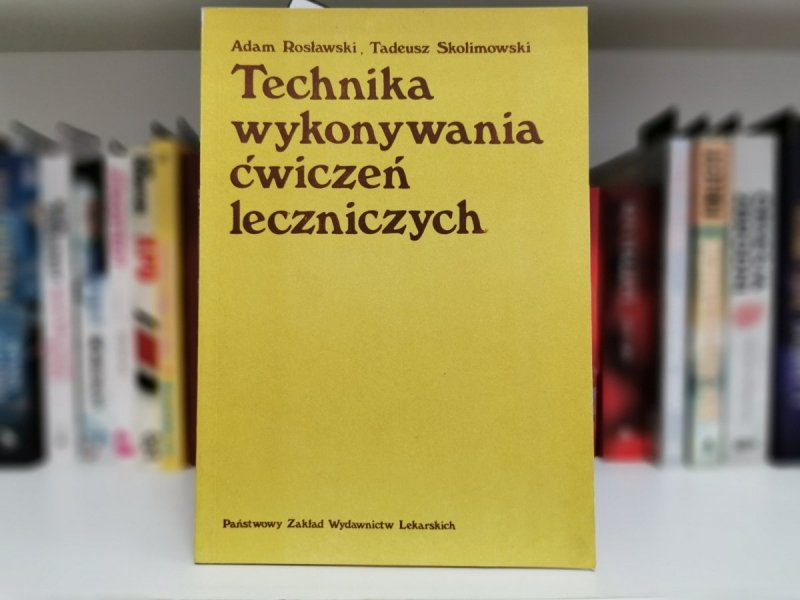 Adam Rosławski, Tadeusz Skolimowski
Technika
wykonywania
ćwiczeń
leczniczych
Państwowy Zakład Wydawnictw Lekarskich